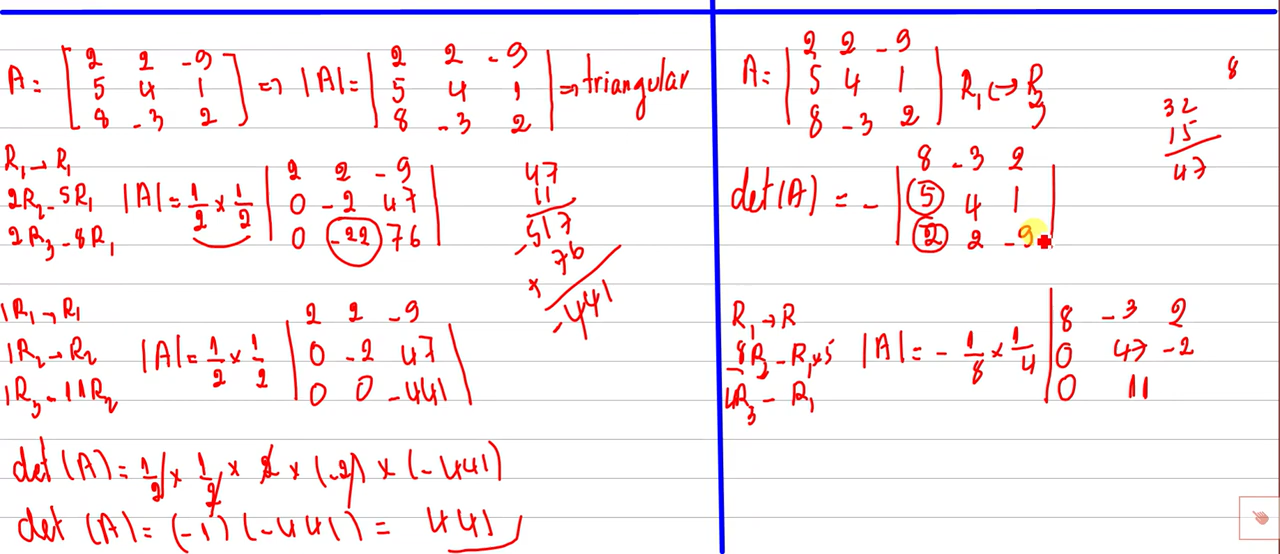 A = [ 2 2 -9
5 4 1
8 -3 2 ] => |A| = | 2 2 -9
5 4 1
8 -3 2 | => triangular
R₁ → R₁
2R₂ - 5R₁
2R₃ - 8R₁
|A| = 1/2 × 1/2 | 2 2 -9
0 -2 47
0 -22 76 |
47
11
-517
76
-441
1R₁ → R₁
1R₂ → R₂
1R₃ - 11R₂
|A| = 1/2 × 1/2 | 2 2 -9
0 -2 47
0 0 -441 |
det(A) = 1/2 × 1/2 × 2 × (-2) × (-441)
det(A) = (-1)(-441) = 441
A = | 2 2 -9
5 4 1
8 -3 2 | R₁ ↔ R₃
8
32
15
47
det(A) = - | 8 -3 2
5 4 1
2 2 -9 |
R₁ → R
8R₂ - R₁×5
4R₃ - R₁
|A| = - 1/8 × 1/4 | 8 -3 2
0 47 -2
0 11